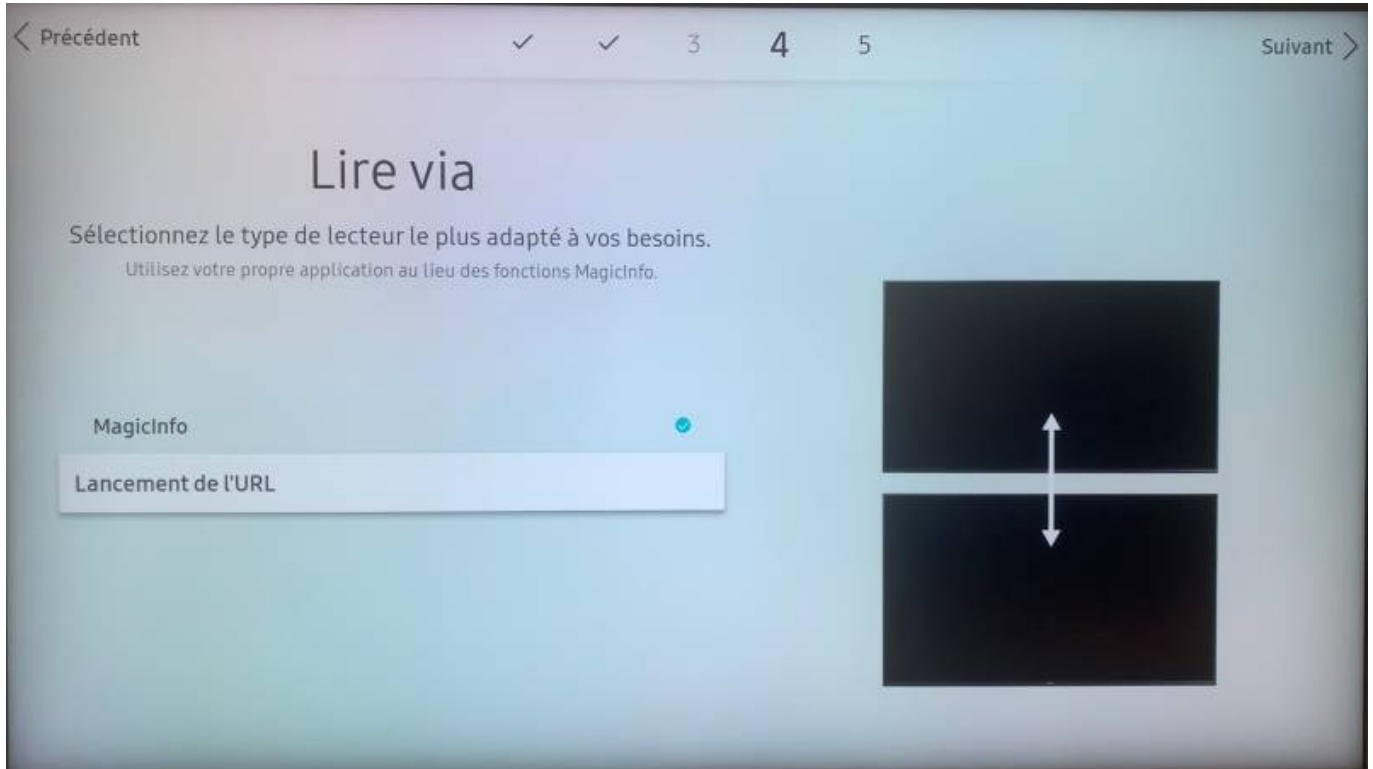 Précédent
3
4
5
Suivant
Lire via
Sélectionnez le type de lecteur le plus adapté à vos besoins.
Utilisez votre propre application au lieu des fonctions MagicInfo.
MagicInfo
Lancement de l'URL